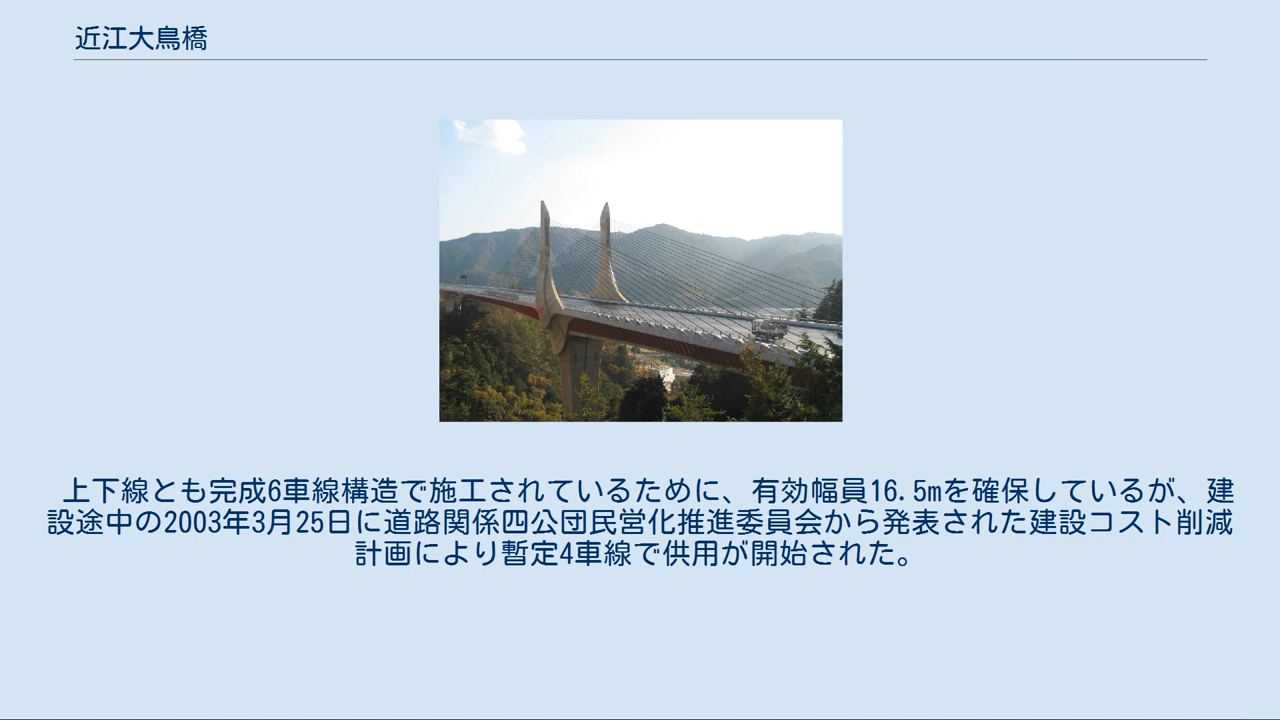 近江大鳥橋
上下線とも完成6車線構造で施工されているために、有効幅員16.5mを確保しているが、建
設途中の2003年3月25日に道路関係四公団民営化推進委員会から発表された建設コスト削減
計画により暫定4車線で供用が開始された。